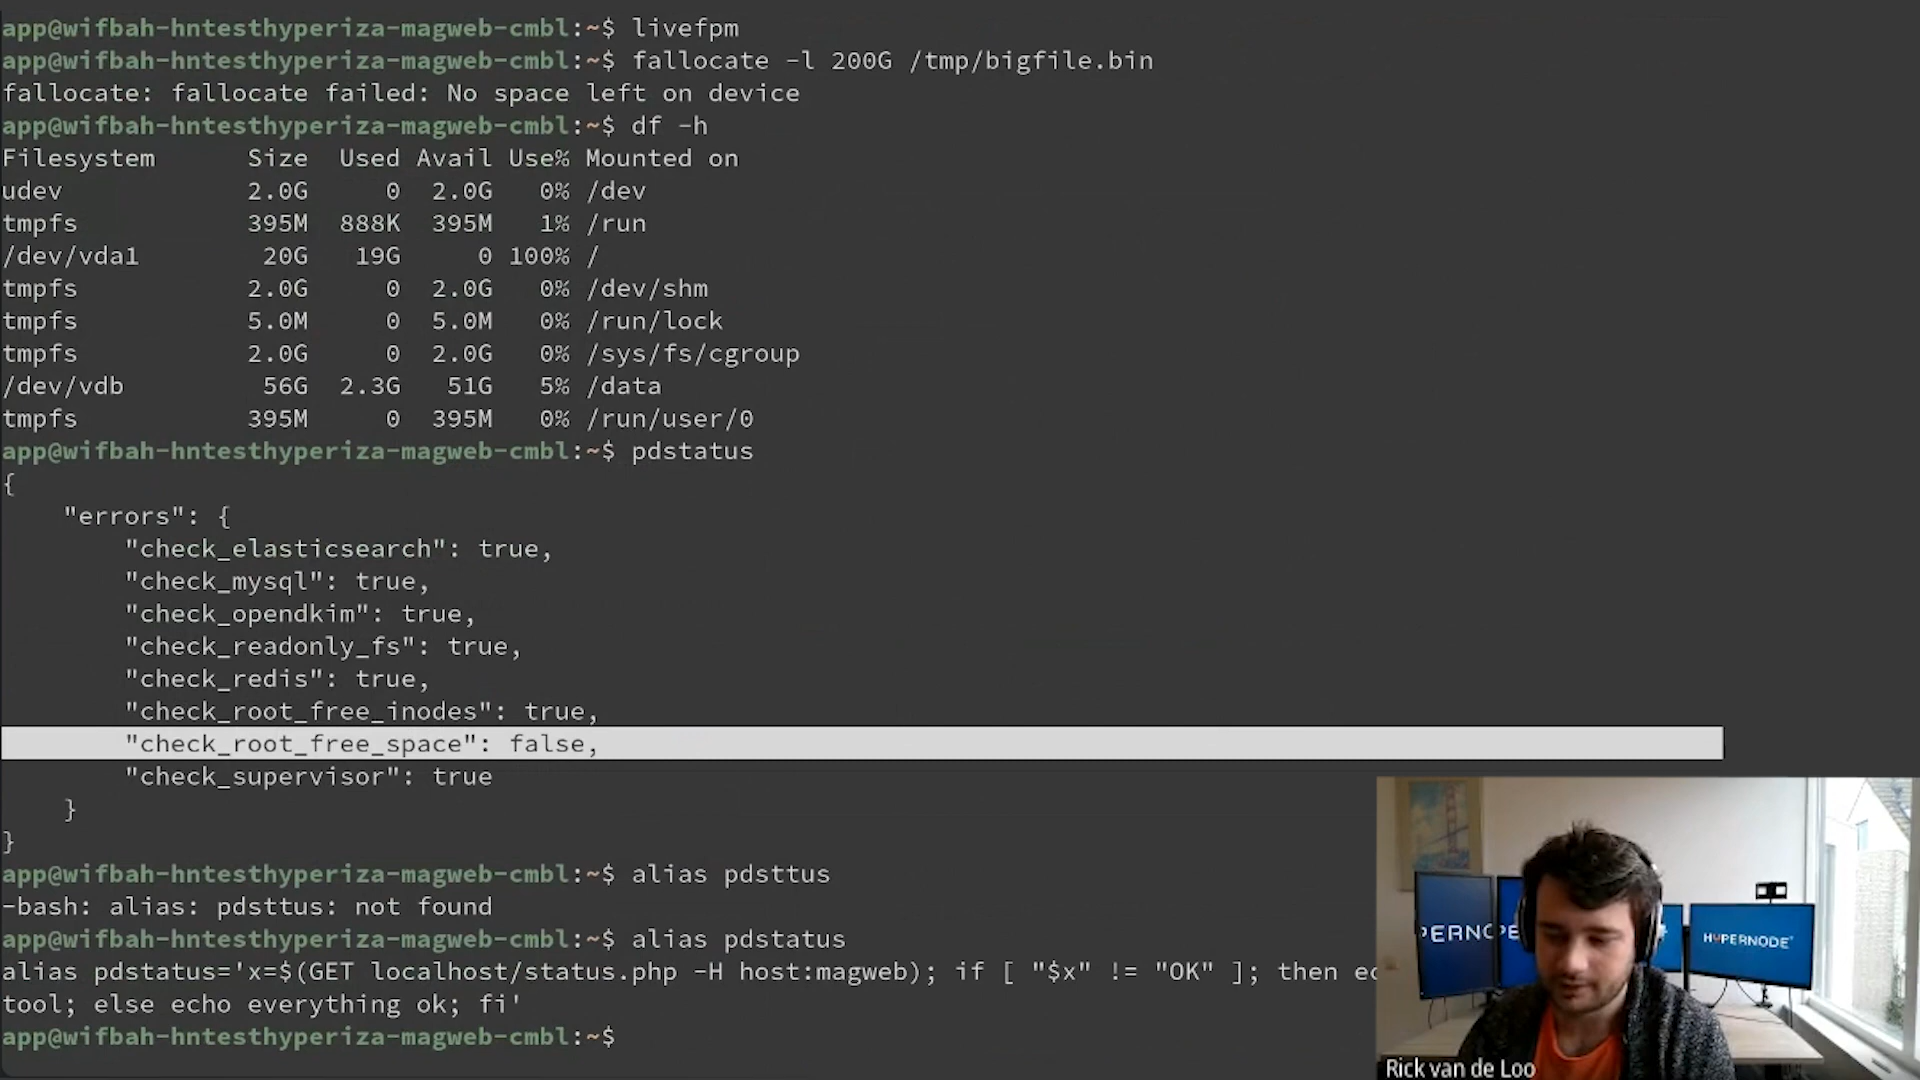 app@wifbah-hntesthyperiza-magweb-cmbl:~$ livefpm
app@wifbah-hntesthyperiza-magweb-cmbl:~$ fallocate -l 200G /tmp/bigfile.bin
fallocate: fallocate failed: No space left on device
app@wifbah-hntesthyperiza-magweb-cmbl:~$ df -h
Filesystem      Size  Used Avail Use% Mounted on
udev            2.0G     0  2.0G   0% /dev
tmpfs           395M  888K  395M   1% /run
/dev/vda1        20G   19G     0 100% /
tmpfs           2.0G     0  2.0G   0% /dev/shm
tmpfs           5.0M     0  5.0M   0% /run/lock
tmpfs           2.0G     0  2.0G   0% /sys/fs/cgroup
/dev/vdb         56G  2.3G   51G   5% /data
tmpfs           395M     0  395M   0% /run/user/0
app@wifbah-hntesthyperiza-magweb-cmbl:~$ pdstatus
{
    "errors": {
        "check_elasticsearch": true,
        "check_mysql": true,
        "check_opendkim": true,
        "check_readonly_fs": true,
        "check_redis": true,
        "check_root_free_inodes": true,
        "check_root_free_space": false,
        "check_supervisor": true
    }
}
app@wifbah-hntesthyperiza-magweb-cmbl:~$ alias pdsttus
-bash: alias: pdsttus: not found
app@wifbah-hntesthyperiza-magweb-cmbl:~$ alias pdstatus
alias pdstatus='x=$(GET localhost/status.php -H host:magweb); if [ "$x" != "OK" ]; then ec
tool; else echo everything ok; fi'
app@wifbah-hntesthyperiza-magweb-cmbl:~$
HYPERNODE
Rick van de Loo